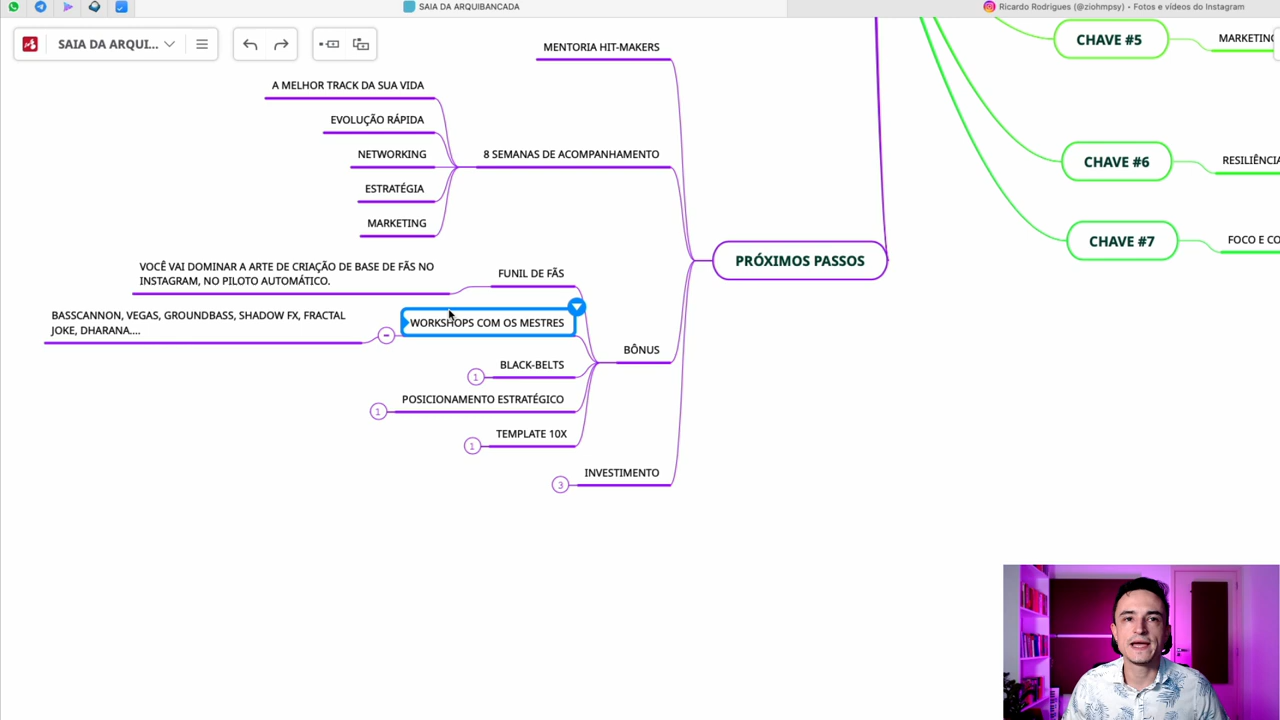 SAIA DA ARQUIBANCADA
Ricardo Rodrigues (@ziohmpsy) • Fotos e vídeos do Instagram
SAIA DA ARQUI...
MENTORIA HIT-MAKERS
A MELHOR TRACK DA SUA VIDA
EVOLUÇÃO RÁPIDA
NETWORKING
ESTRATÉGIA
MARKETING
8 SEMANAS DE ACOMPANHAMENTO
VOCÊ VAI DOMINAR A ARTE DE CRIAÇÃO DE BASE DE FÃS NO
INSTAGRAM, NO PILOTO AUTOMÁTICO.
FUNIL DE FÃS
BASSCANNON, VEGAS, GROUNDBASS, SHADOW FX, FRACTAL
JOKE, DHARANA....
WORKSHOPS COM OS MESTRES
BÔNUS
1
BLACK-BELTS
1
POSICIONAMENTO ESTRATÉGICO
1
TEMPLATE 10X
3
INVESTIMENTO
PRÓXIMOS PASSOS
CHAVE #5
MARKETING
CHAVE #6
RESILIÊNCIA
CHAVE #7
FOCO E CO